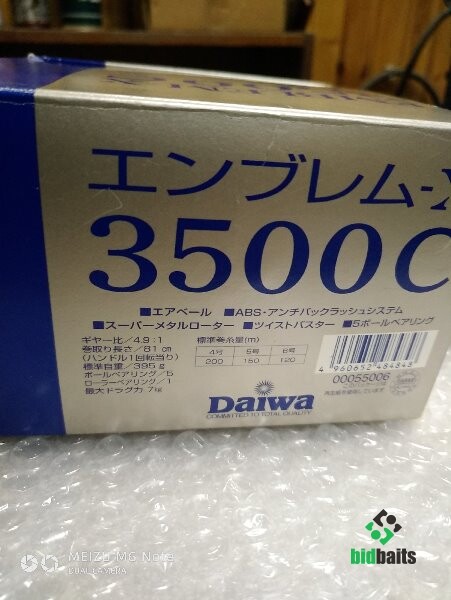 エンブレム-X
3500C
■エアベール ■ABS・アンチバックラッシュシステム
■スーパーメタルローター ■ツイストバスター ■5ボールベアリング
ギヤー比/4.9:1
巻取り長さ/81cm
(ハンドル1回転当り)
標準自重/395g
ボールベアリング/5
ローラーベアリング/1
最大ドラグ力 7kg
標準巻糸量(m)
4号 5号 6号
200 150 120
4 960652 484848
00055006
Daiwa
COMMITTED TO TOTAL QUALITY
MEIZU M6 Note
DUAL CAMERA
bidbaits